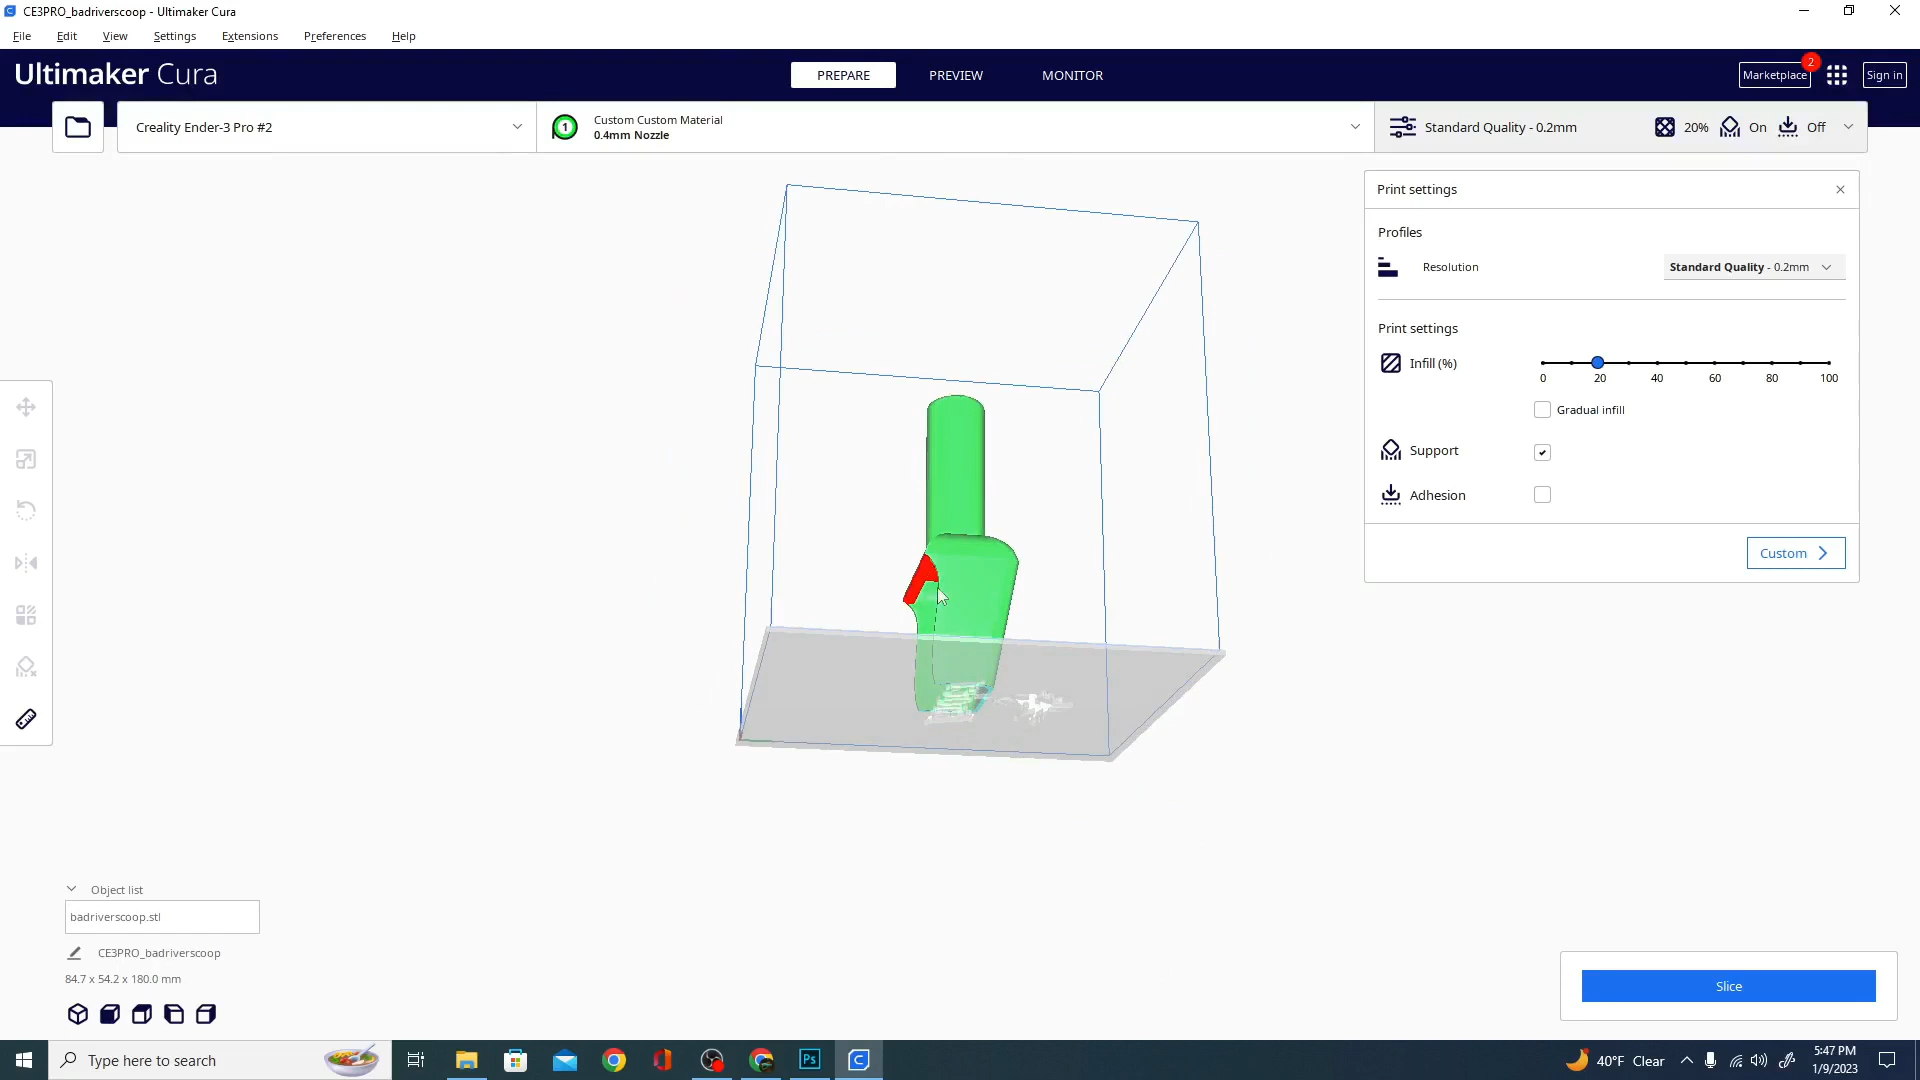 CE3PRO_badriverscoop - Ultimaker Cura
File Edit View Settings Extensions Preferences Help
Ultimaker Cura
PREPARE PREVIEW MONITOR
Marketplace 2
Sign in
Creality Ender-3 Pro #2
1
Custom Custom Material
0.4mm Nozzle
Standard Quality - 0.2mm 20% On Off
Print settings
Profiles
Resolution Standard Quality - 0.2mm
Print settings
Infill (%)
0 20 40 60 80 100
Gradual infill
Support
Adhesion
Custom
Object list
badriverscoop.stl
CE3PRO_badriverscoop
84.7 x 54.2 x 180.0 mm
Slice
Type here to search
Ps
40°F Clear
5:47 PM
1/9/2023